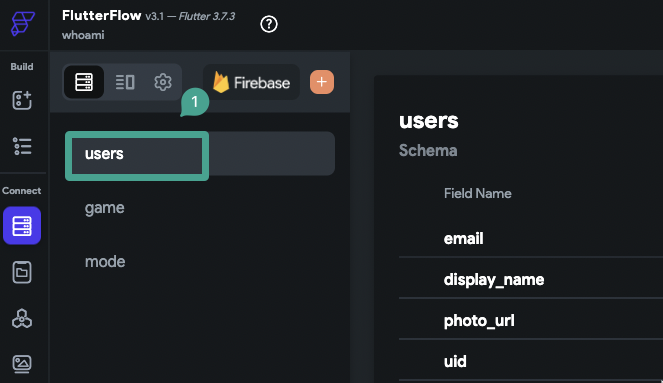 FlutterFlow v3.1 — Flutter 3.7.3
whoami
?
Build
Firebase
+
1
users
game
mode
Connect
users
Schema
Field Name
email
display_name
photo_url
uid